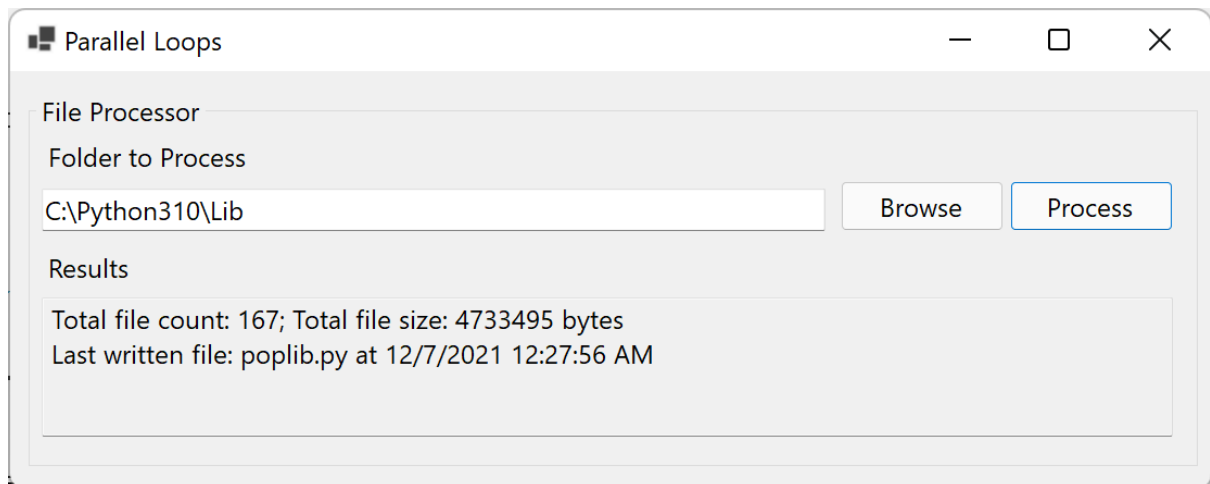 Parallel Loops
File Processor
Folder to Process
C:\Python310\Lib
Browse
Process
Results
Total file count: 167; Total file size: 4733495 bytes
Last written file: poplib.py at 12/7/2021 12:27:56 AM